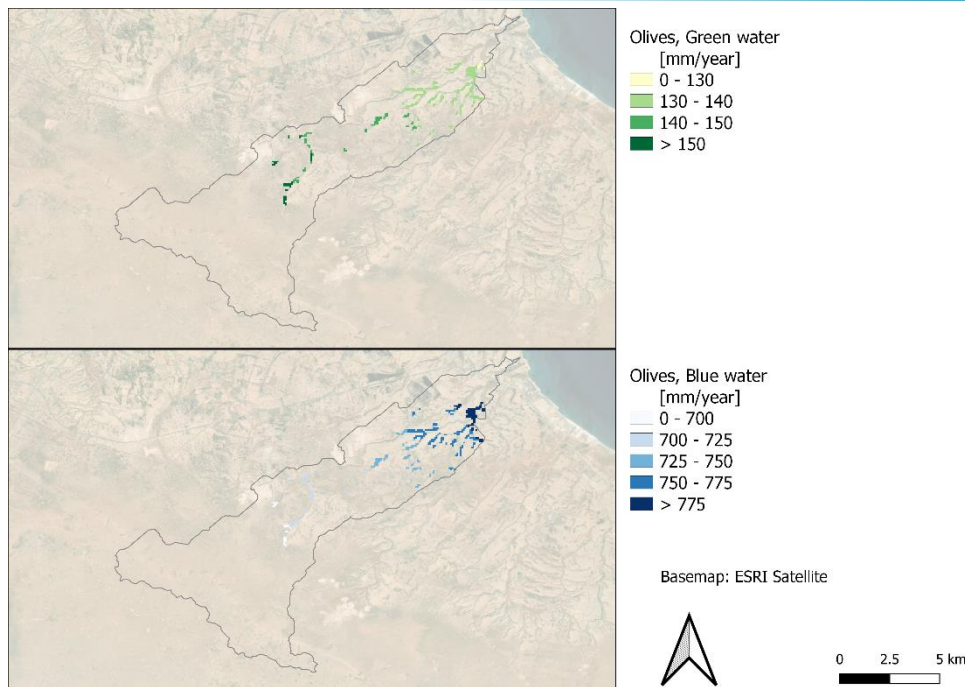 Olives, Green water
[mm/year]
0 - 130
130 - 140
140 - 150
> 150
Olives, Blue water
[mm/year]
0 - 700
700 - 725
725 - 750
750 - 775
> 775
Basemap: ESRI Satellite
0 2.5 5 km